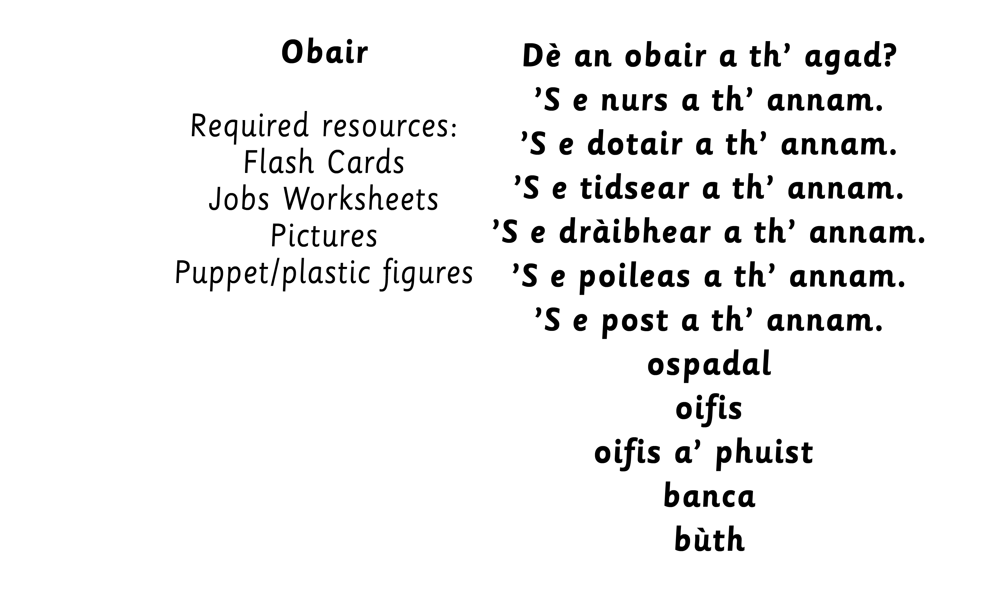 Obair
Required resources:
Flash Cards
Jobs Worksheets
Pictures
Puppet/plastic figures
Dè an obair a th’ agad?
’S e nurs a th’ annam.
’S e dotair a th’ annam.
’S e tidsear a th’ annam.
’S e dràibhear a th’ annam.
’S e poileas a th’ annam.
’S e post a th’ annam.
ospadal
oifis
oifis a’ phuist
banca
bùth